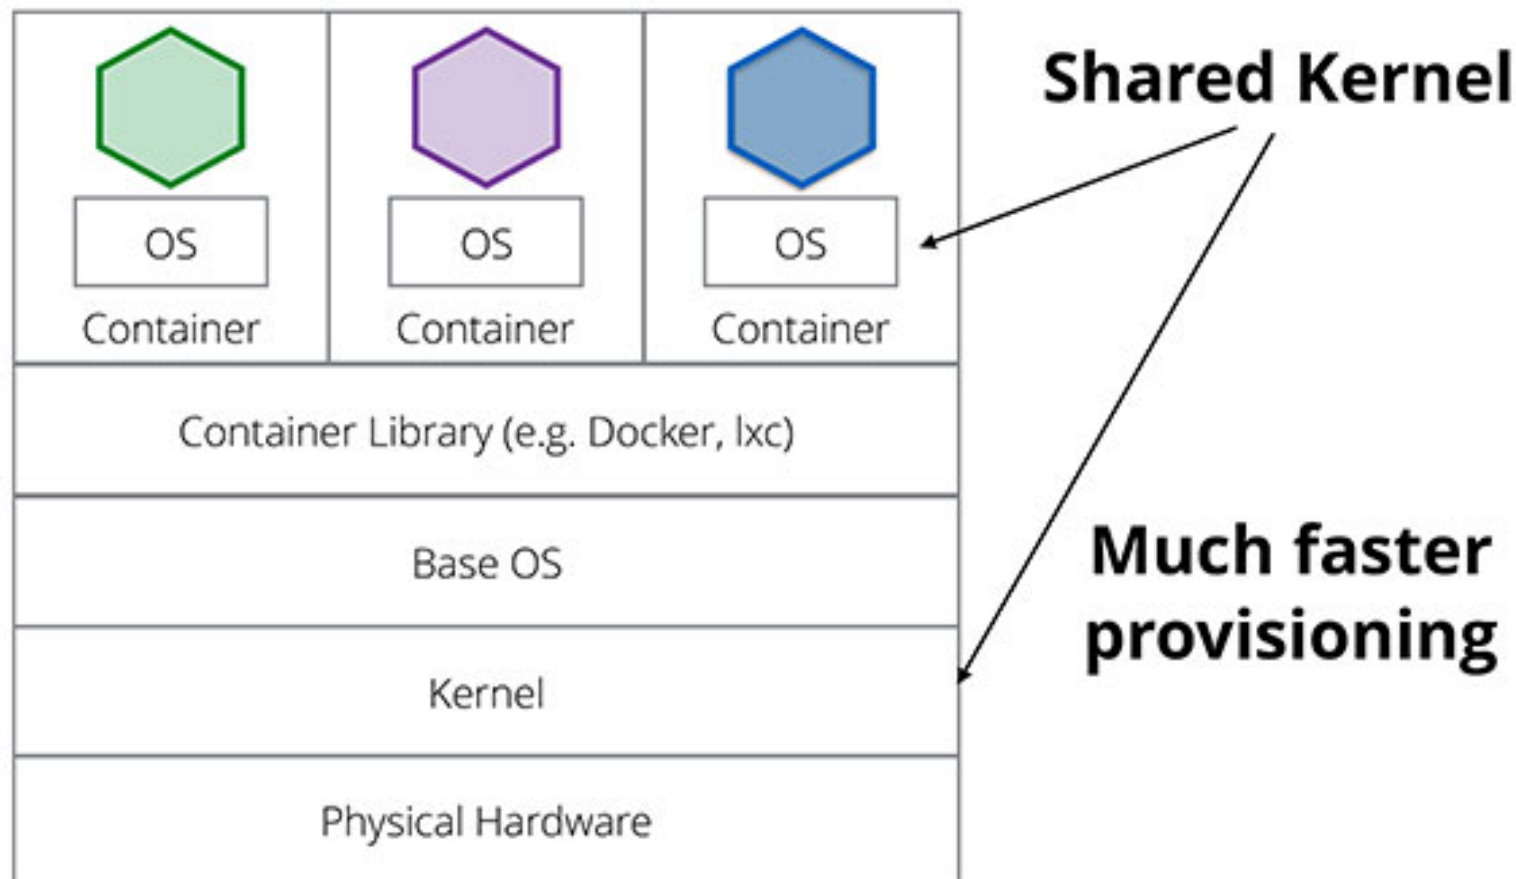 Shared Kernel
OS
OS
OS
Container
Container
Container
Container Library (e.g. Docker, lxc)
Base OS
Much faster
provisioning
Kernel
Physical Hardware